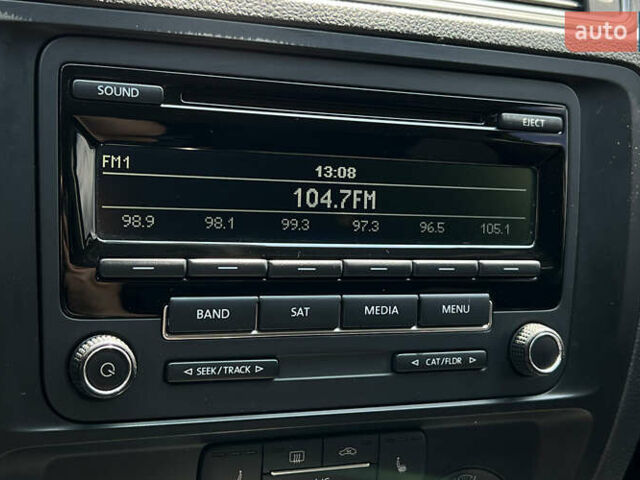 auto
SOUND
EJECT
FM1
13:08
104.7FM
98.9 98.1 99.3 97.3 96.5 105.1
BAND SAT MEDIA MENU
SEEK/TRACK CAT/FLDR